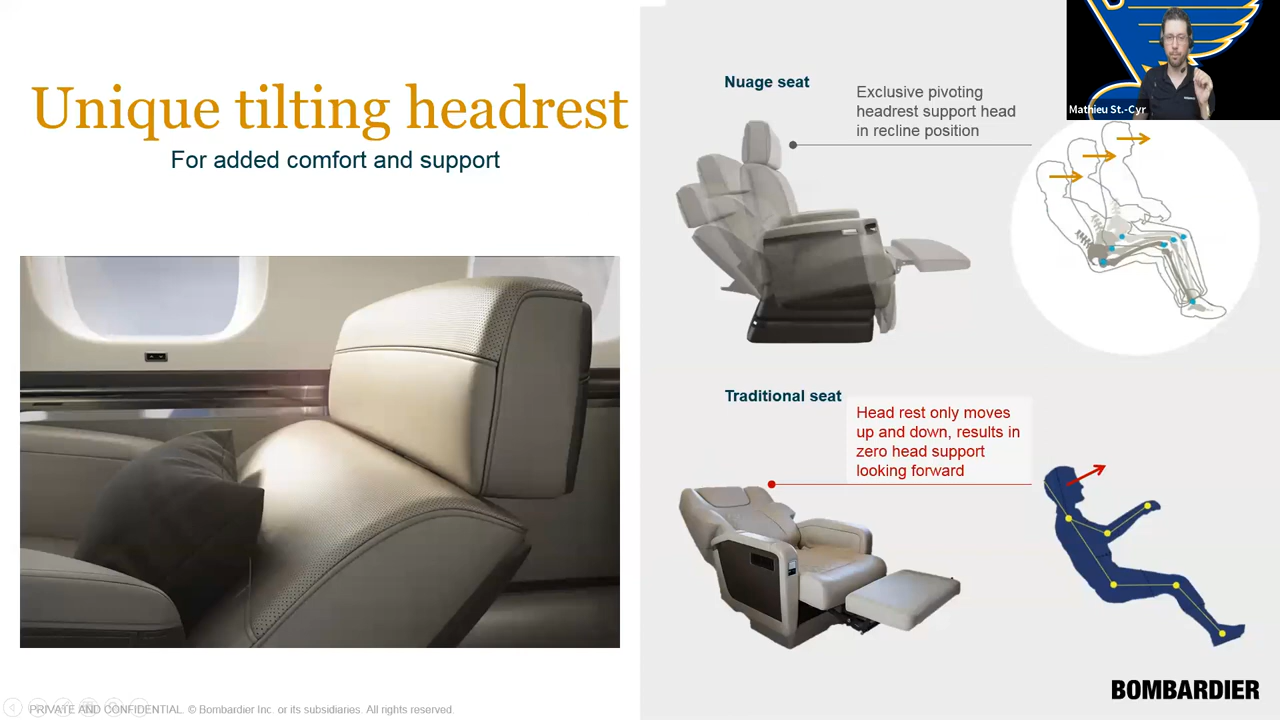 Unique tilting headrest
For added comfort and support
Nuage seat
Exclusive pivoting
headrest support head
in recline position
Mathieu St.-Cyr
Traditional seat
Head rest only moves
up and down, results in
zero head support
looking forward
BOMBARDIER
PRIVATE AND CONFIDENTIAL. © Bombardier Inc. or its subsidiaries. All rights reserved.